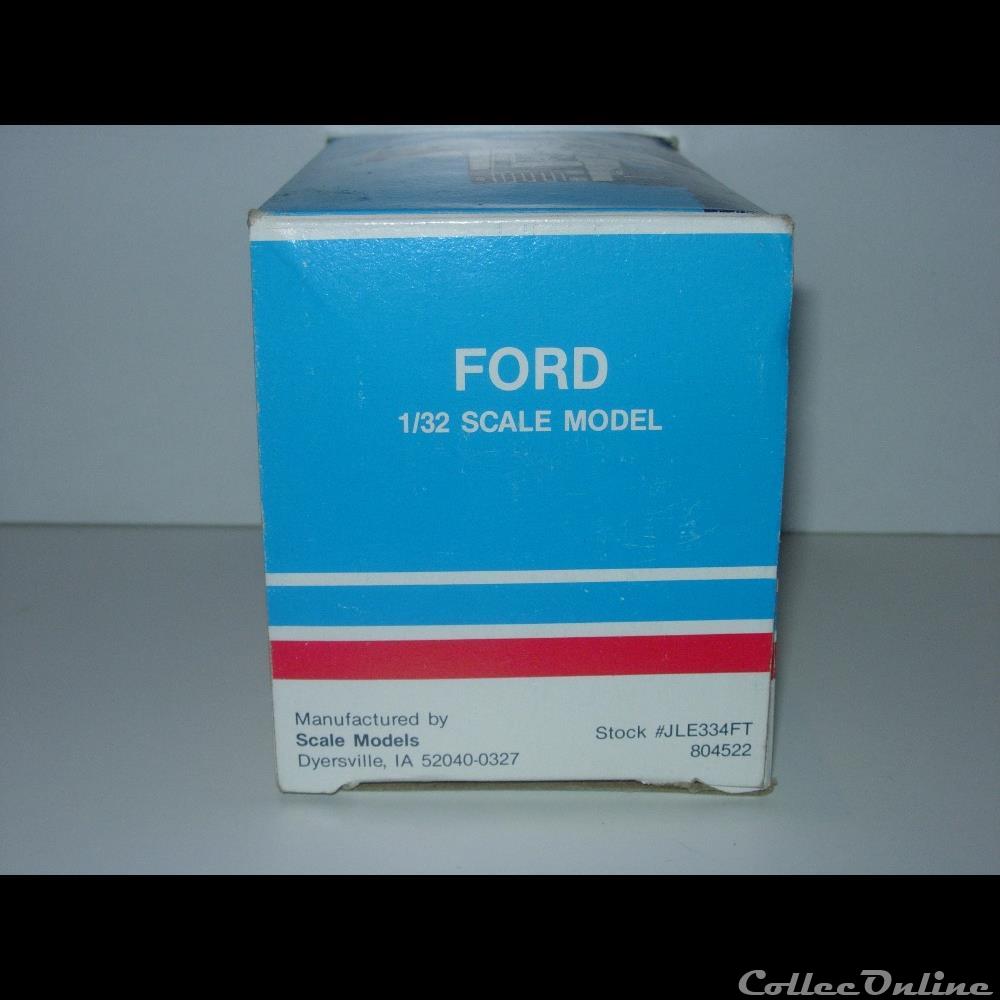 FORD
1/32 SCALE MODEL
Manufactured by
Scale Models
Dyersville, IA 52040-0327
Stock #JLE334FT
804522
CollecOnline